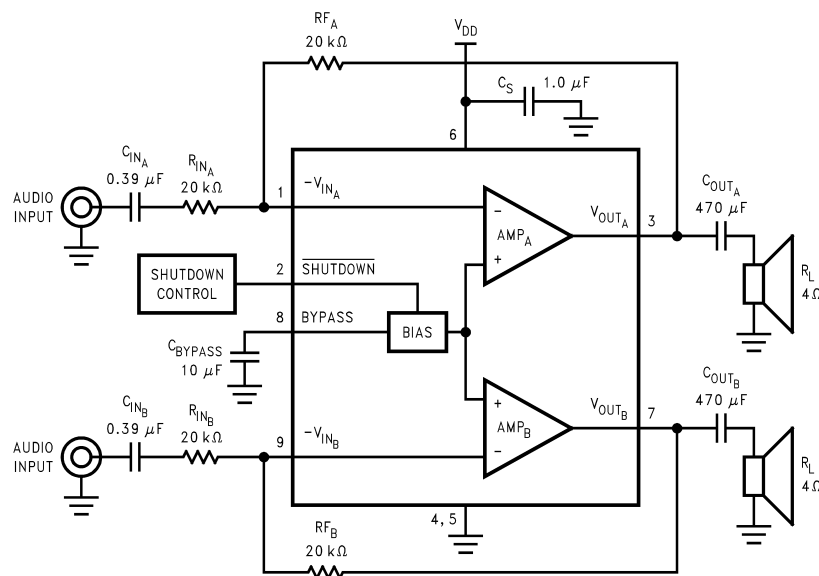 RF_A
20 kΩ
V_DD
C_S
1.0 μF
6
C_IN_A
0.39 μF
R_IN_A
20 kΩ
AUDIO
INPUT
1
-V_IN_A
-
AMP_A
+
V_OUT_A
3
C_OUT_A
470 μF
R_L
4Ω
SHUTDOWN
CONTROL
2
SHUTDOWN
8
BYPASS
BIAS
C_BYPASS
10 μF
C_IN_B
0.39 μF
R_IN_B
20 kΩ
AUDIO
INPUT
9
-V_IN_B
+
AMP_B
-
V_OUT_B
7
C_OUT_B
470 μF
R_L
4Ω
4, 5
RF_B
20 kΩ